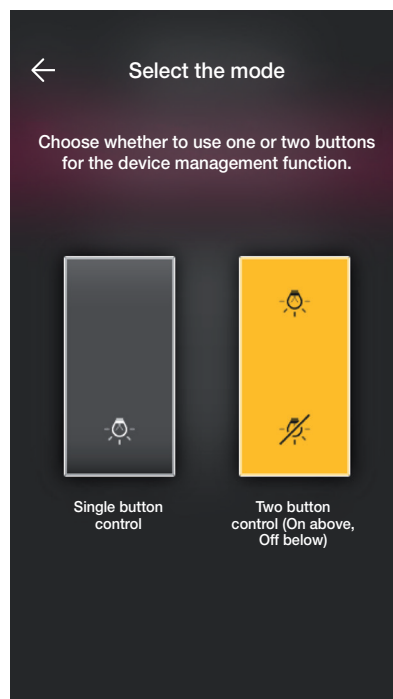 Select the mode
Choose whether to use one or two buttons
for the device management function.
Single button
control
Two button
control (On above,
Off below)